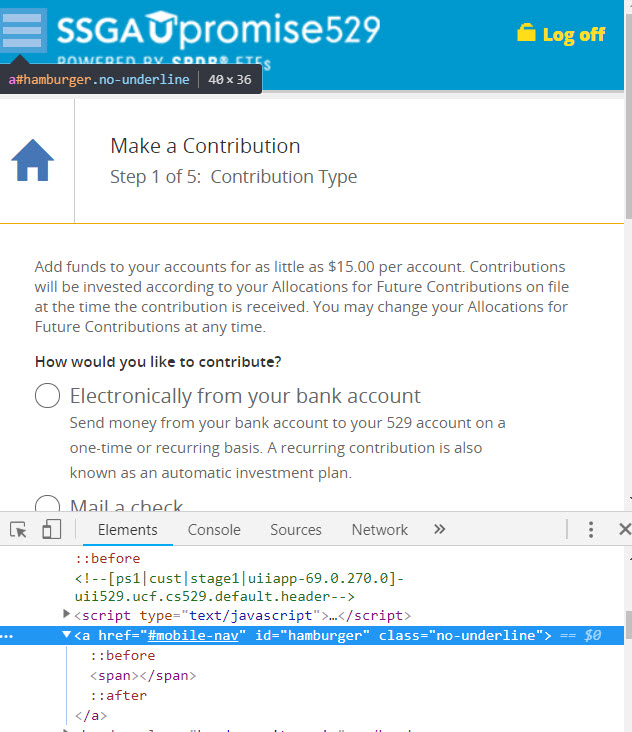 SSGA Upromise529
Log off
POWERED BY SPDR® ETFs
a#hamburger.no-underline | 40 × 36
Make a Contribution
Step 1 of 5: Contribution Type
Add funds to your accounts for as little as $15.00 per account. Contributions
will be invested according to your Allocations for Future Contributions on file
at the time the contribution is received. You may change your Allocations for
Future Contributions at any time.
How would you like to contribute?
Electronically from your bank account
Send money from your bank account to your 529 account on a
one-time or recurring basis. A recurring contribution is also
known as an automatic investment plan.
Mail a check
Elements Console Sources Network »
::before
<!--[ps1|cust|stage1|uiiapp-69.0.270.0]-
uii529.ucf.cs529.default.header-->
<script type="text/javascript">…</script>
… <a href="#mobile-nav" id="hamburger" class="no-underline"> == $0
::before
<span></span>
::after
</a>